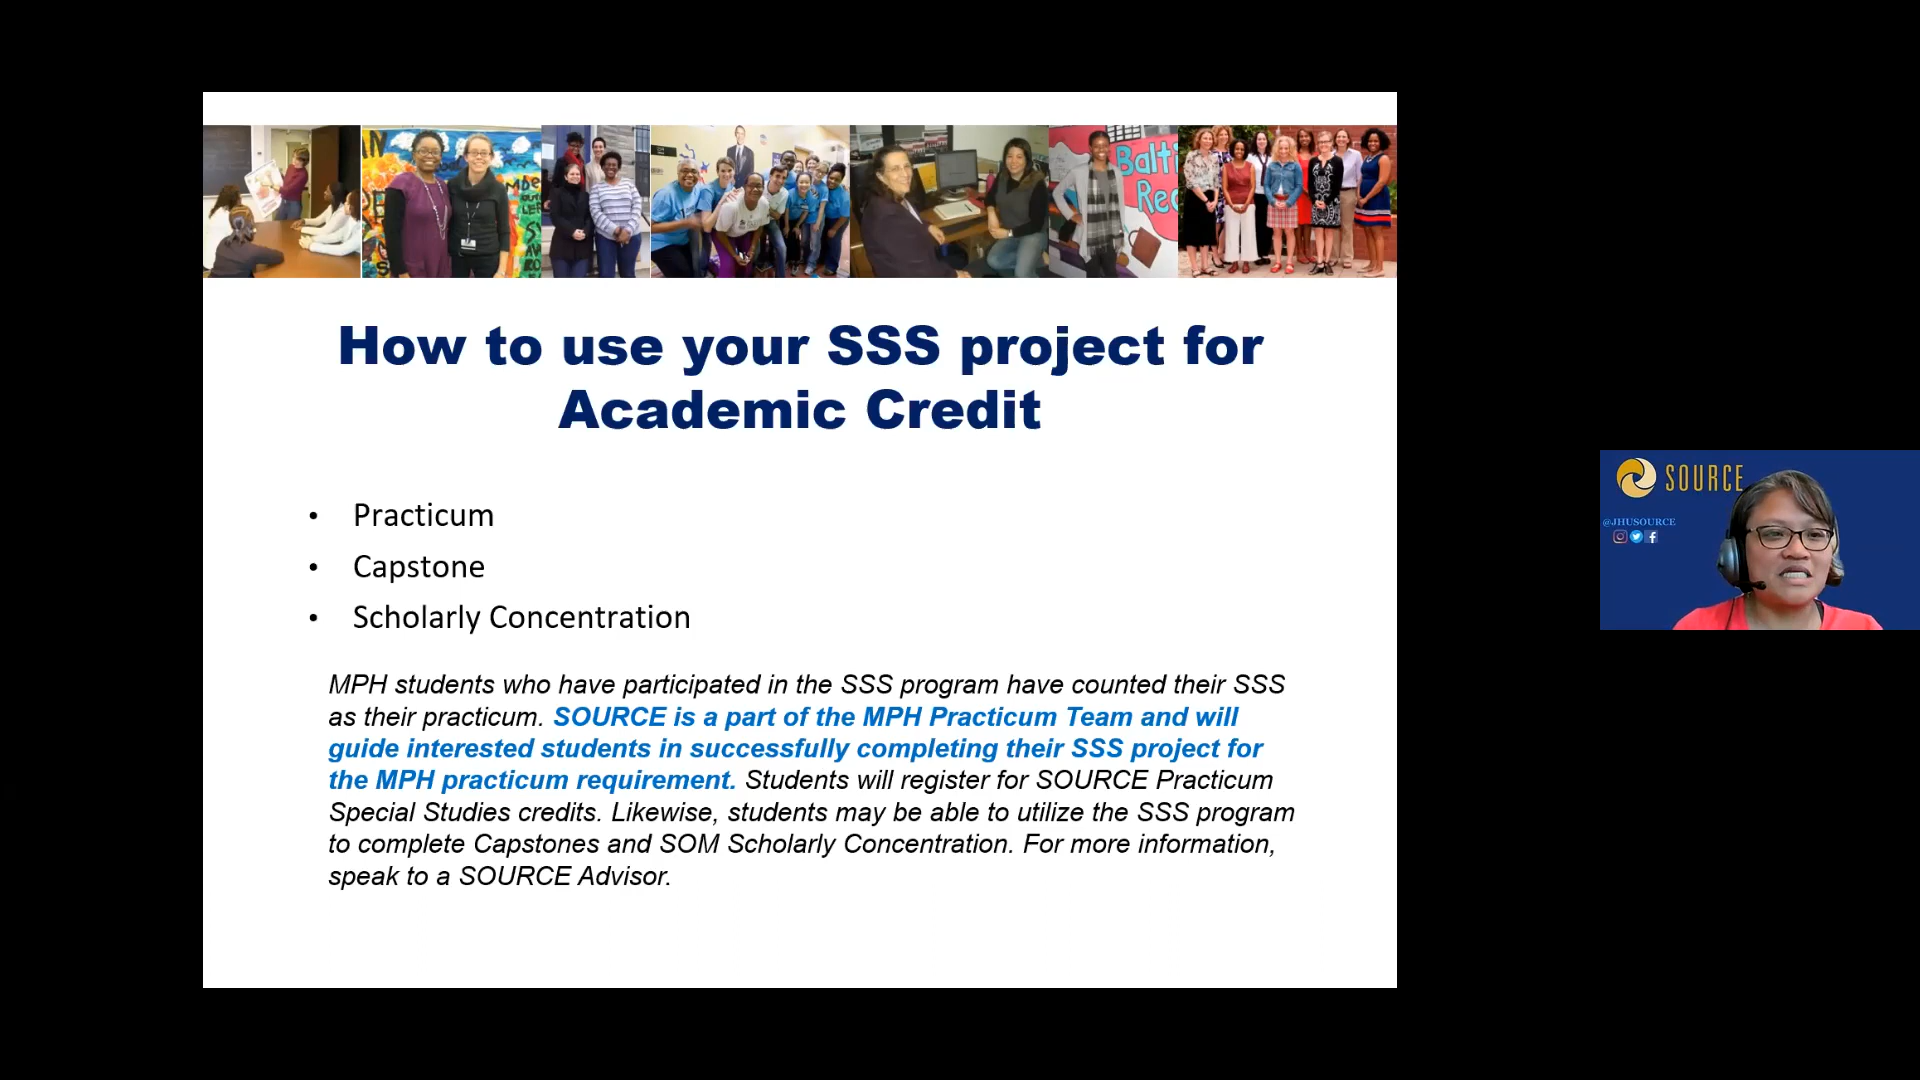 Balti
Rec
How to use your SSS project for
Academic Credit
• Practicum
• Capstone
• Scholarly Concentration
MPH students who have participated in the SSS program have counted their SSS
as their practicum. SOURCE is a part of the MPH Practicum Team and will
guide interested students in successfully completing their SSS project for
the MPH practicum requirement. Students will register for SOURCE Practicum
Special Studies credits. Likewise, students may be able to utilize the SSS program
to complete Capstones and SOM Scholarly Concentration. For more information,
speak to a SOURCE Advisor.
SOURCE
@JHUSOURCE